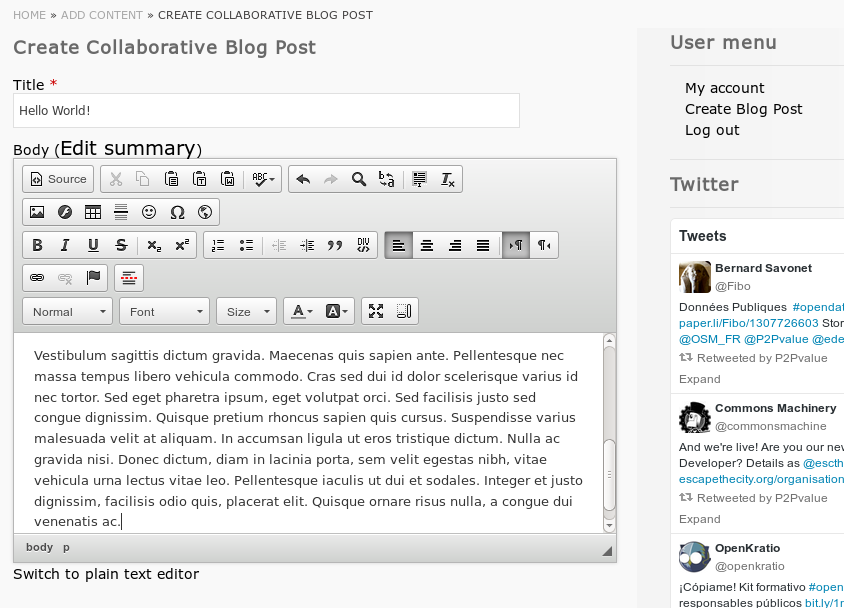 HOME » ADD CONTENT » CREATE COLLABORATIVE BLOG POST
Create Collaborative Blog Post
Title *
Hello World!
Body (Edit summary)
Source
ABC
B I U S x₂ x²
DIV
Normal Font Size A A
Vestibulum sagittis dictum gravida. Maecenas quis sapien ante. Pellentesque nec
massa tempus libero vehicula commodo. Cras sed dui id dolor scelerisque varius id
nec tortor. Sed eget pharetra ipsum, eget volutpat orci. Sed facilisis justo sed
congue dignissim. Quisque pretium rhoncus sapien quis cursus. Suspendisse varius
malesuada velit at aliquam. In accumsan ligula ut eros tristique dictum. Nulla ac
gravida nisi. Donec dictum, diam in lacinia porta, sem velit egestas nibh, vitae
vehicula urna lectus vitae leo. Pellentesque iaculis ut dui et sodales. Integer et justo
dignissim, facilisis odio quis, placerat elit. Quisque ornare risus nulla, a congue dui
venenatis ac.
body p
Switch to plain text editor
User menu
My account
Create Blog Post
Log out
Twitter
Tweets
Bernard Savonet
@Fibo
Données Publiques #opendat
paper.li/Fibo/1307726603 Stor
@OSM_FR @P2Pvalue @ede
Retweeted by P2Pvalue
Expand
Commons Machinery
@commonsmachine
And we're live! Are you our new
Developer? Details as @escth
escapethecity.org/organisation
Retweeted by P2Pvalue
Expand
OpenKratio
@openkratio
¡Cópiame! Kit formativo #open
responsables públicos bit.ly/1r